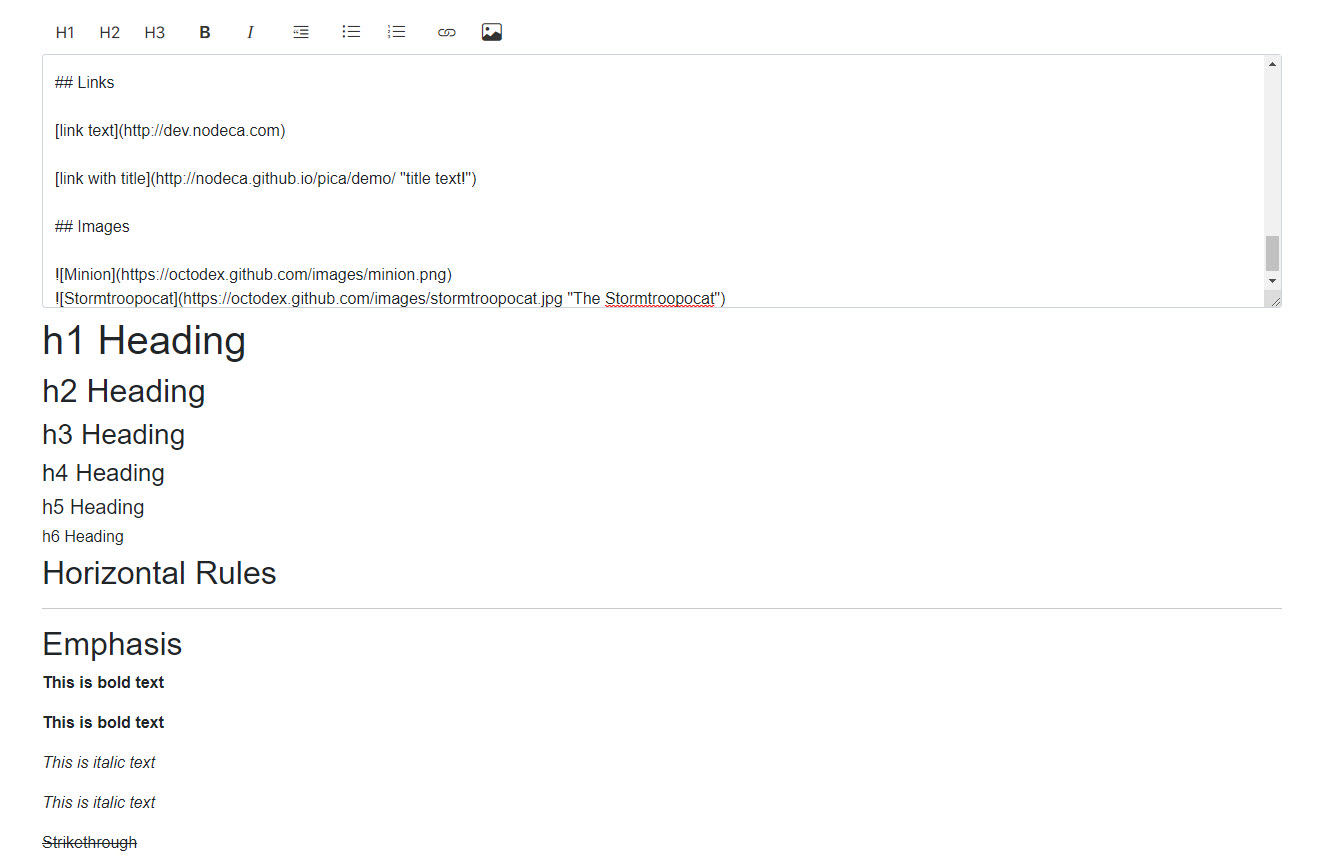 H1 H2 H3 B I
## Links
[link text](http://dev.nodeca.com)
[link with title](http://nodeca.github.io/pica/demo/ "title text!")
## Images
![Minion](https://octodex.github.com/images/minion.png)
![Stormtroopocat](https://octodex.github.com/images/stormtroopocat.jpg "The Stormtroopocat")
h1 Heading
h2 Heading
h3 Heading
h4 Heading
h5 Heading
h6 Heading
Horizontal Rules
Emphasis
This is bold text
This is bold text
This is italic text
This is italic text
Strikethrough